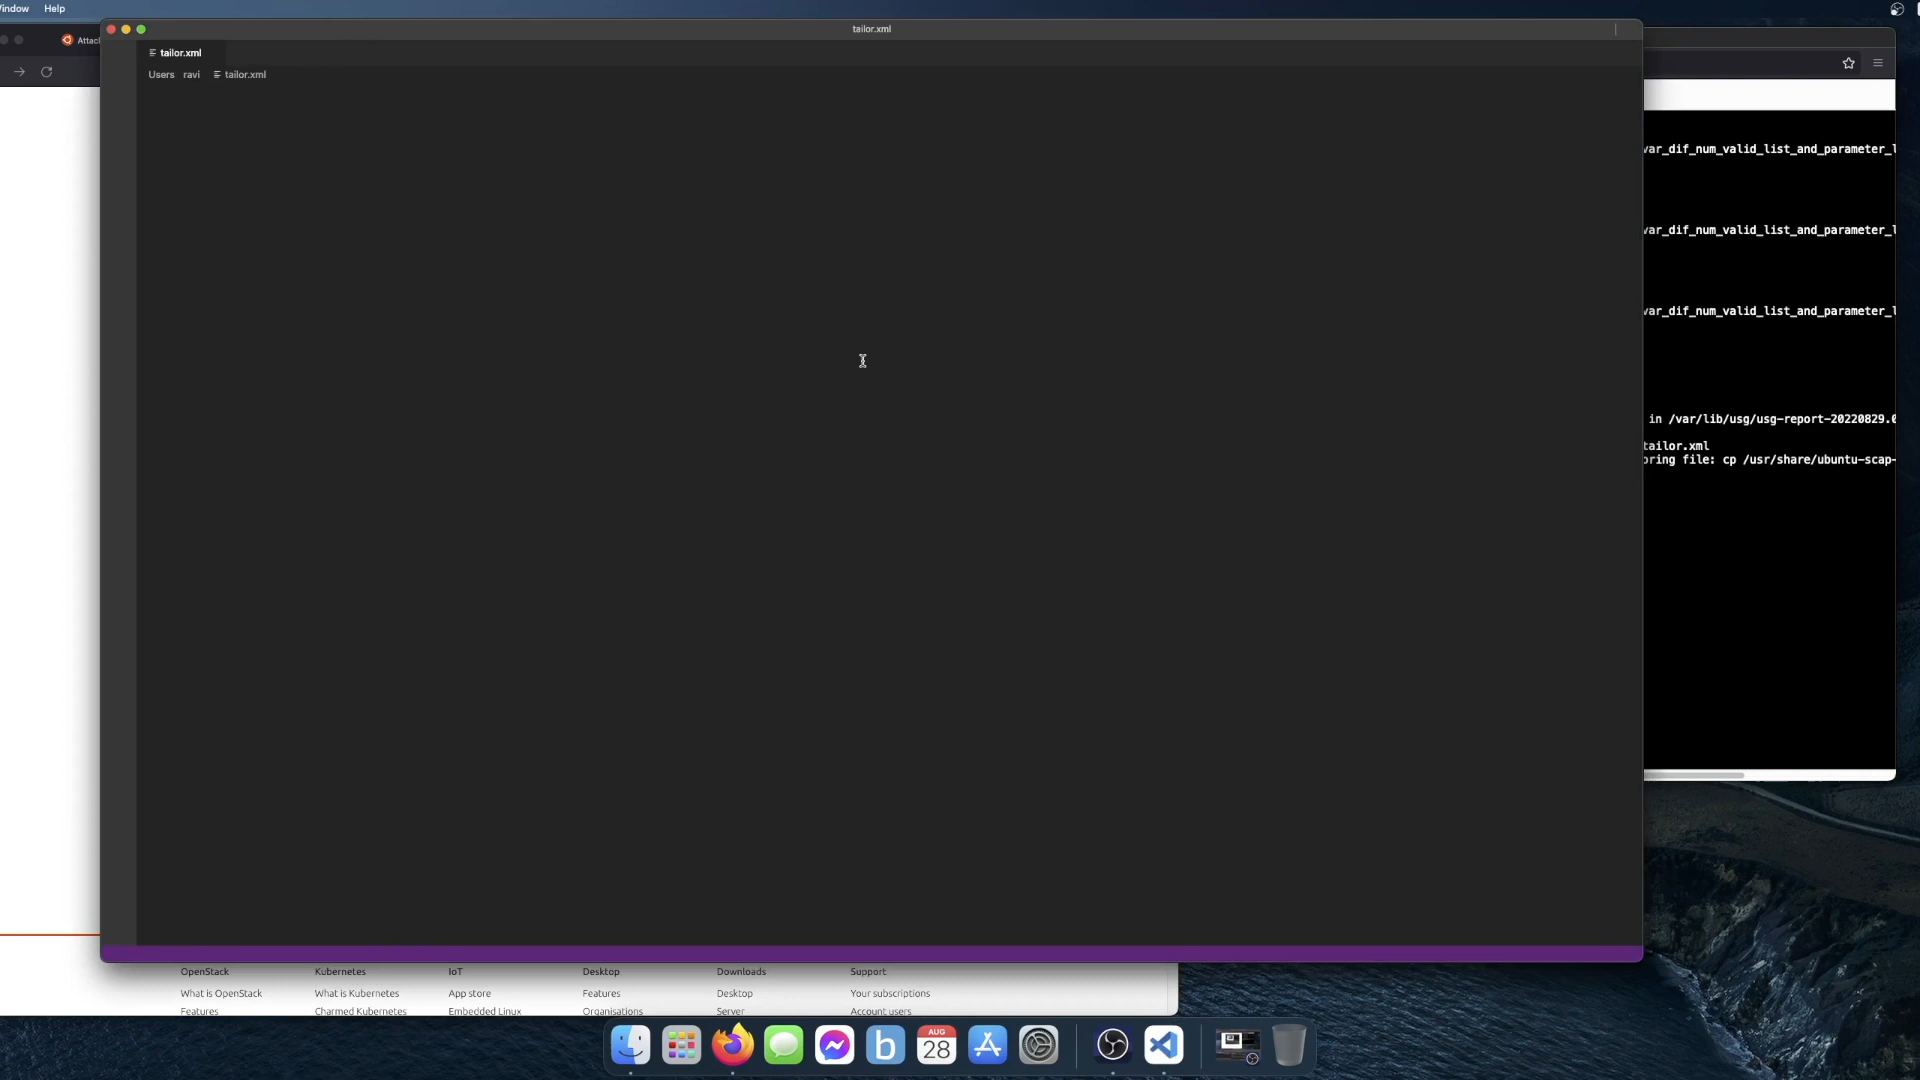 Window Help
tailor.xml
Attac
tailor.xml
Users ravi tailor.xml
var_dif_num_valid_list_and_parameter_l
var_dif_num_valid_list_and_parameter_l
var_dif_num_valid_list_and_parameter_l
in /var/lib/usg/usg-report-20220829.0
tailor.xml
oring file: cp /usr/share/ubuntu-scap-
OpenStack Kubernetes IoT Desktop Downloads Support
What is OpenStack What is Kubernetes App store Features Desktop Your subscriptions
Features Charmed Kubernetes Embedded Linux Organisations Server Account users
AUG
28